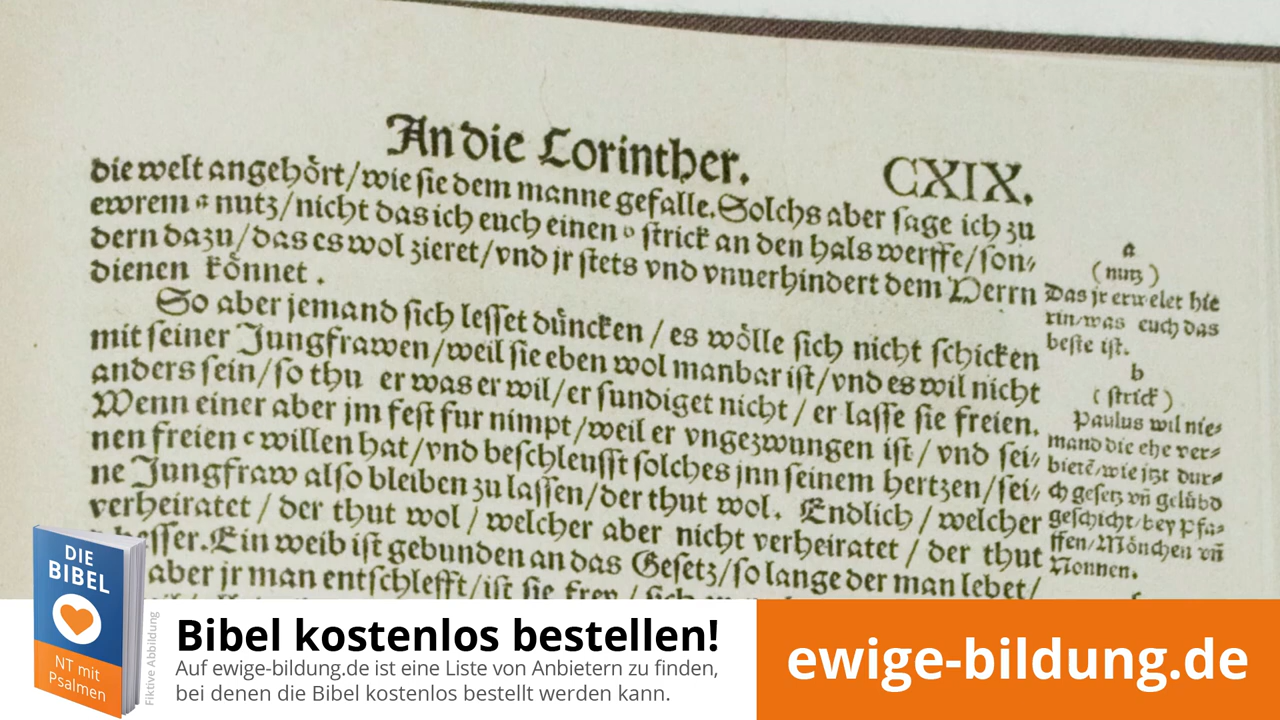 An die Corinther. CXIX.
die welt angehört/wie sie dem manne gefalle. Solchs aber sage ich zu
ewrem a nutz/nicht das ich euch einen b strick an den hals werffe/son⸗
dern dazu/das es wol zieret/vnd jr stets vnd vnuerhindert dem Herrn
dienen könnet.
So aber jemand sich lesset düncken/es wölle sich nicht schicken
mit seiner Jungfrawen/weil sie eben wol manbar ist/vnd es wil nicht
anders sein/so thu er was er wil/er sundiget nicht/er lasse sie freien.
Wenn einer aber jm fest fur nimpt/weil er vngezwungen ist/vnd sei⸗
nen freien c willen hat/vnd beschleusst solches jnn seinem hertzen/sei⸗
ne Jungfraw also bleiben zu lassen/der thut wol. Endlich/welcher
verheiratet/der thut wol/welcher aber nicht verheiratet/der thut
besser. Ein weib ist gebunden an das Gesetz/so lange der man lebet/
aber jr man entschlefft/ist sie frey/
a
(nutz)
Das jr erwelet hie
rin/was euch das
beste ist.
b
(strick)
Paulus wil nie⸗
mand die ehe ver⸗
bietē/wie jtzt dur⸗
ch gesetz vñ gelübd
geschicht/bey Pfa⸗
ffen/Mönchen vñ
Nonnen.
DIE
BIBEL
NT mit
Psalmen
Fiktive Abbildung
Bibel kostenlos bestellen!
Auf ewige-bildung.de ist eine Liste von Anbietern zu finden,
bei denen die Bibel kostenlos bestellt werden kann.
ewige-bildung.de